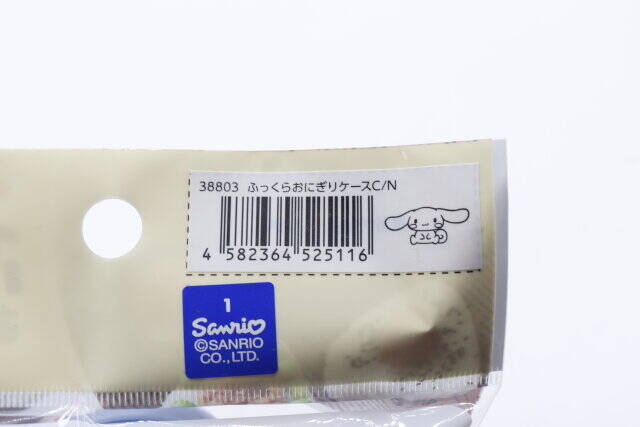 38803 ふっくらおにぎりケースC/N
4 582364 525116
1
Sanrio
©SANRIO
CO.,LTD.